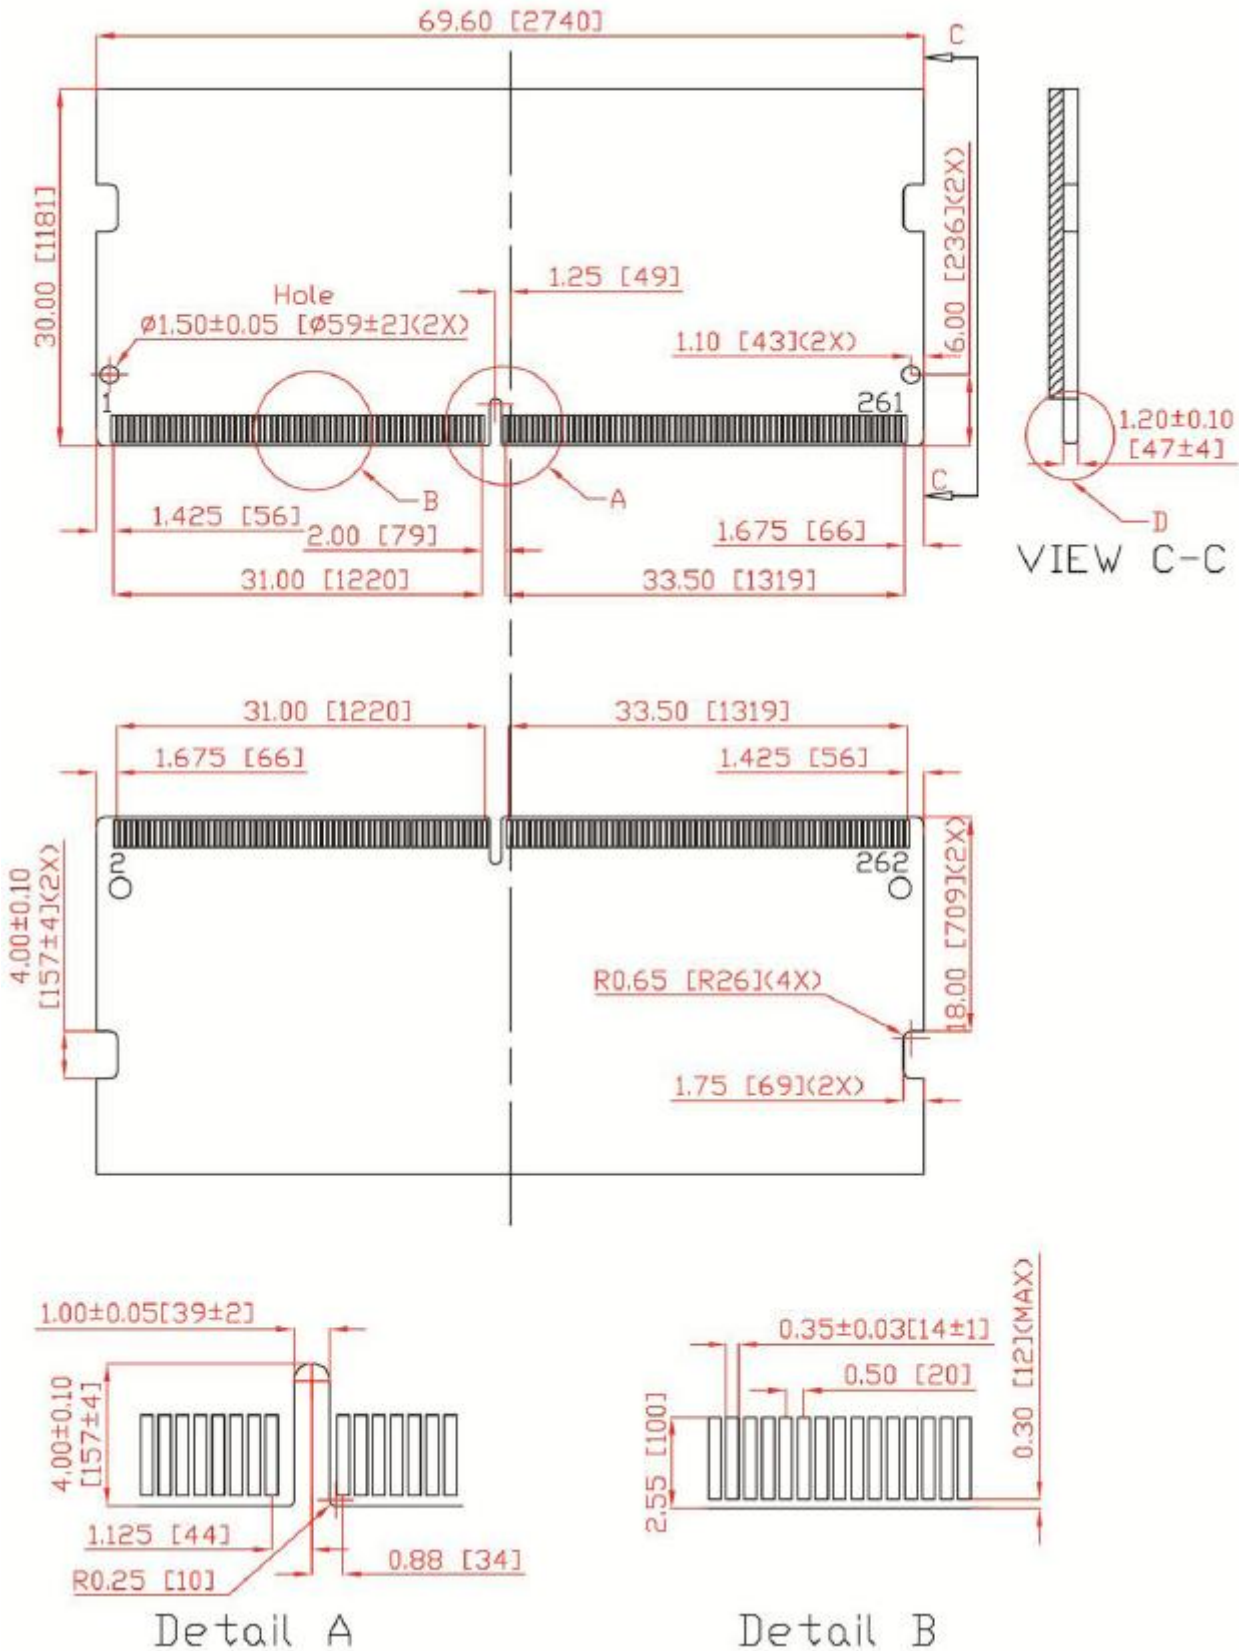 69.60 [2740]
C
30.00 [1181]
6.00 [236](2X)
1.25 [49]
Hole
Ø1.50±0.05 [Ø59±2](2X)
1.10 [43](2X)
1
261
1.20±0.10
[47±4]
C
B
A
D
1.425 [56]
2.00 [79]
1.675 [66]
VIEW C-C
31.00 [1220]
33.50 [1319]
31.00 [1220]
33.50 [1319]
1.675 [66]
1.425 [56]
2
262
4.00±0.10
[157±4](2X)
18.00 [709](2X)
R0.65 [R26](4X)
1.75 [69](2X)
1.00±0.05[39±2]
4.00±0.10
[157±4]
1.125 [44]
0.88 [34]
R0.25 [10]
Detail A
0.35±0.03[14±1]
0.50 [20]
0.30 [12](MAX)
2.55 [100]
Detail B